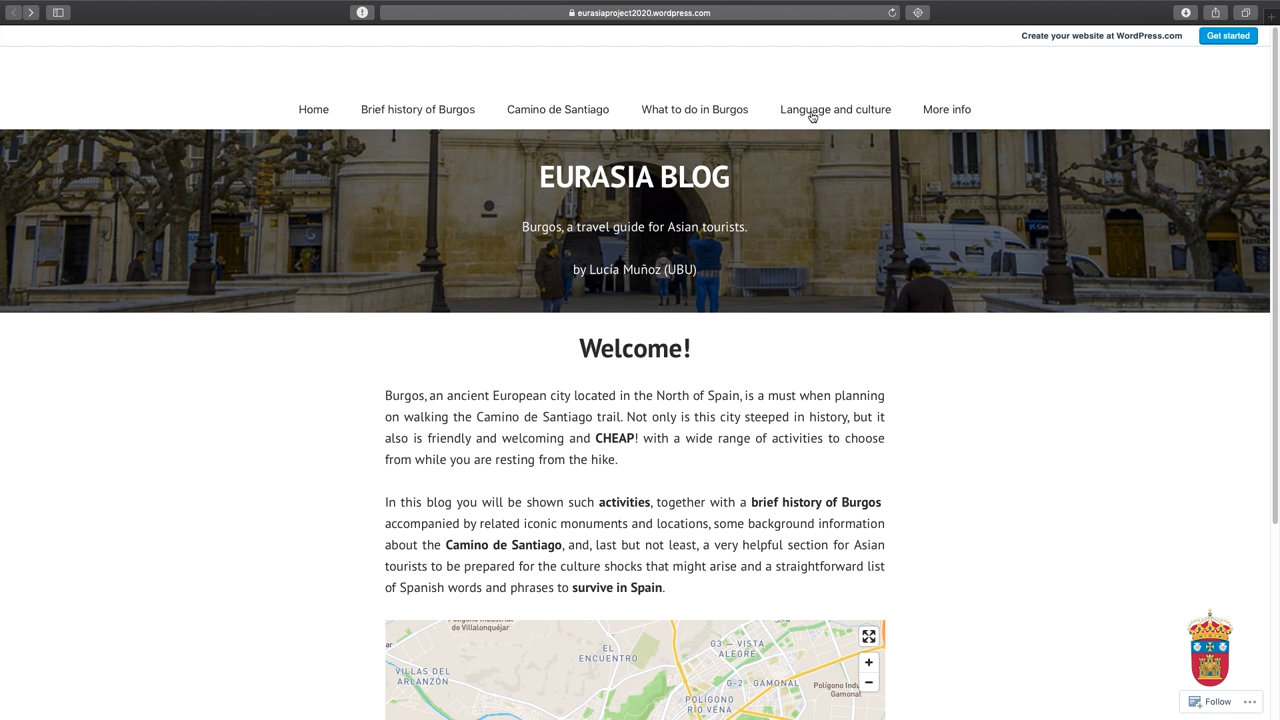 eurasiaproject2020.wordpress.com
Create your website at WordPress.com
Get started
Home
Brief history of Burgos
Camino de Santiago
What to do in Burgos
Language and culture
More info
EURASIA BLOG
Burgos, a travel guide for Asian tourists.
by Lucía Muñoz (UBU)
Welcome!
Burgos, an ancient European city located in the North of Spain, is a must when planning
on walking the Camino de Santiago trail. Not only is this city steeped in history, but it
also is friendly and welcoming and CHEAP! with a wide range of activities to choose
from while you are resting from the hike.
In this blog you will be shown such activities, together with a brief history of Burgos
accompanied by related iconic monuments and locations, some background information
about the Camino de Santiago, and, last but not least, a very helpful section for Asian
tourists to be prepared for the culture shocks that might arise and a straightforward list
of Spanish words and phrases to survive in Spain.
de Villalonquéjar
EL
ENCUENTRO
G3 – VISTA
ALEGRE
VILLAS DEL
ARLANZÓN
G-2
GAMONAL
POLÍGONO
RÍO VENA
Polígono Indu
Gamonal
ar
Follow